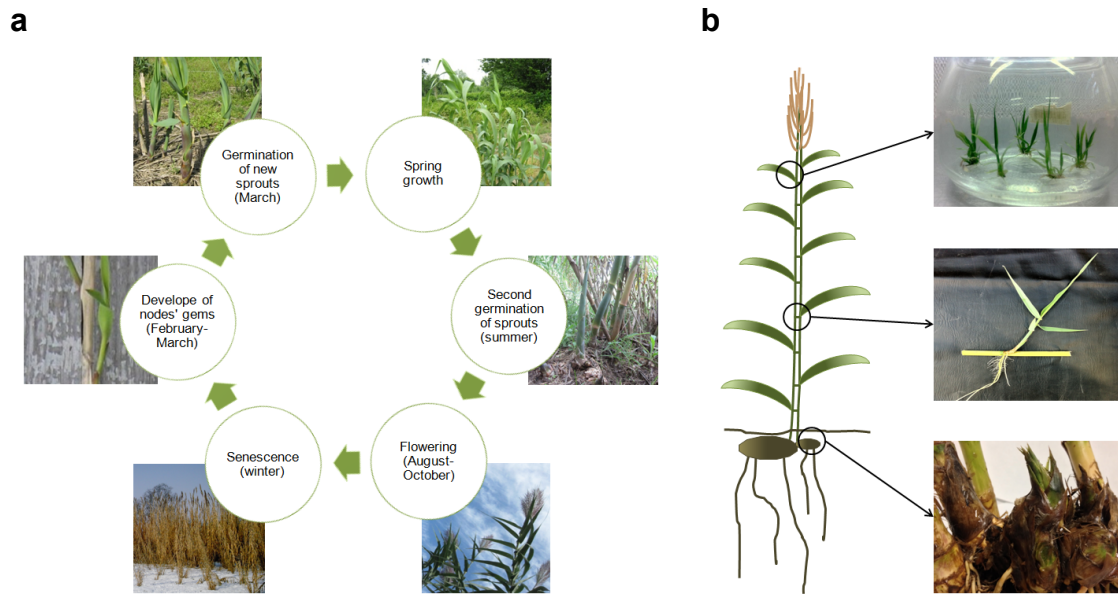 a
b
Germination
of new
sprouts
(March)
Spring
growth
Second
germination
of sprouts
(summer)
Flowering
(August-
October)
Senescence
(winter)
Develope of
nodes' gems
(February-
March)